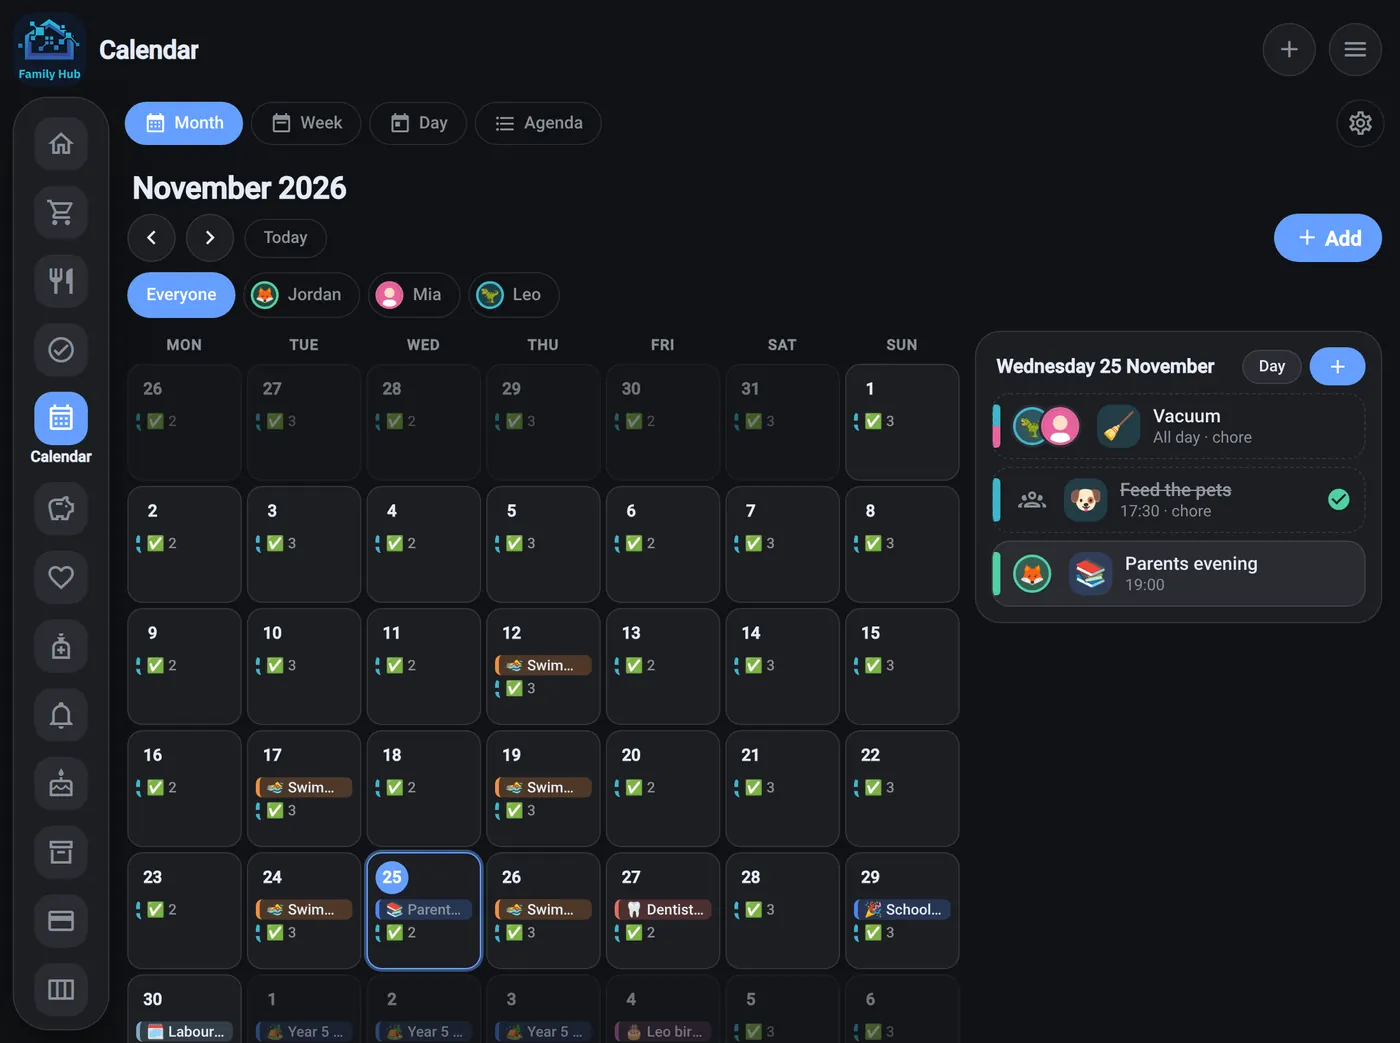 Family Hub
Calendar
Month
Week
Day
Agenda
November 2026
Today
Add
Everyone
Jordan
Mia
Leo
MON TUE WED THU FRI SAT SUN
26 27 28 29 30 31 1
2 3 2 3 2 3 3
2 3 4 5 6 7 8
2 3 2 3 2 3 3
9 10 11 12 13 14 15
Swim...
2 3 2 3 2 3 3
16 17 18 19 20 21 22
Swim... Swim...
2 3 2 3 2 3 3
23 24 25 26 27 28 29
Swim... Parent... Swim... Dentist... School...
2 3 2 3 2 3 3
30 1 2 3 4 5 6
Labour... Year 5 ... Year 5 ... Year 5 ... Leo bir... 3 3
Calendar
Wednesday 25 November
Day
Vacuum
All day · chore
Feed the pets
17:30 · chore
Parents evening
19:00